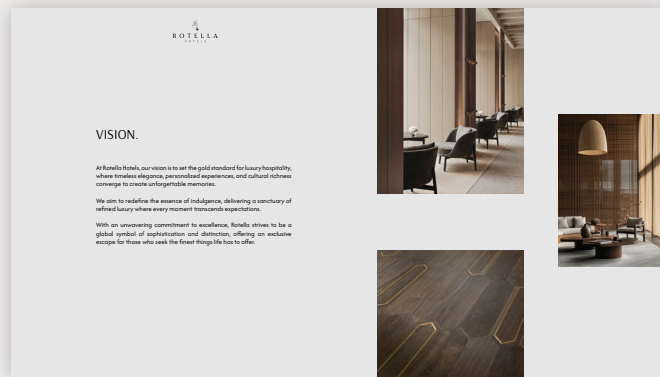 ROTELLA
HOTELS
VISION.
At Rotella Hotels, our vision is to set the gold standard for luxury hospitality,
where timeless elegance, personalized experiences, and cultural richness
converge to create unforgettable memories.
We aim to redefine the essence of indulgence, delivering a sanctuary of
refined luxury where every moment transcends expectations.
With an unwavering commitment to excellence, Rotella strives to be a
global symbol of sophistication and distinction, offering an exclusive
escape for those who seek the finest things life has to offer.